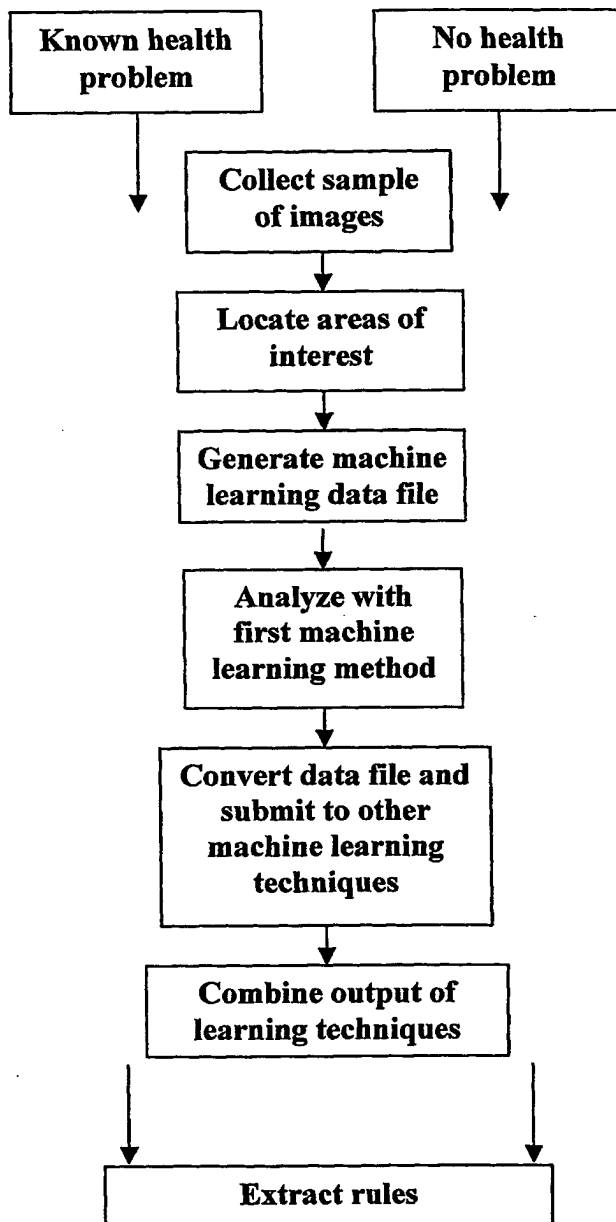 Known health
problem
No health
problem
Collect sample
of images
Locate areas of
interest
Generate machine
learning data file
Analyze with
first machine
learning method
Convert data file and
submit to other
machine learning
techniques
Combine output of
learning techniques
Extract rules